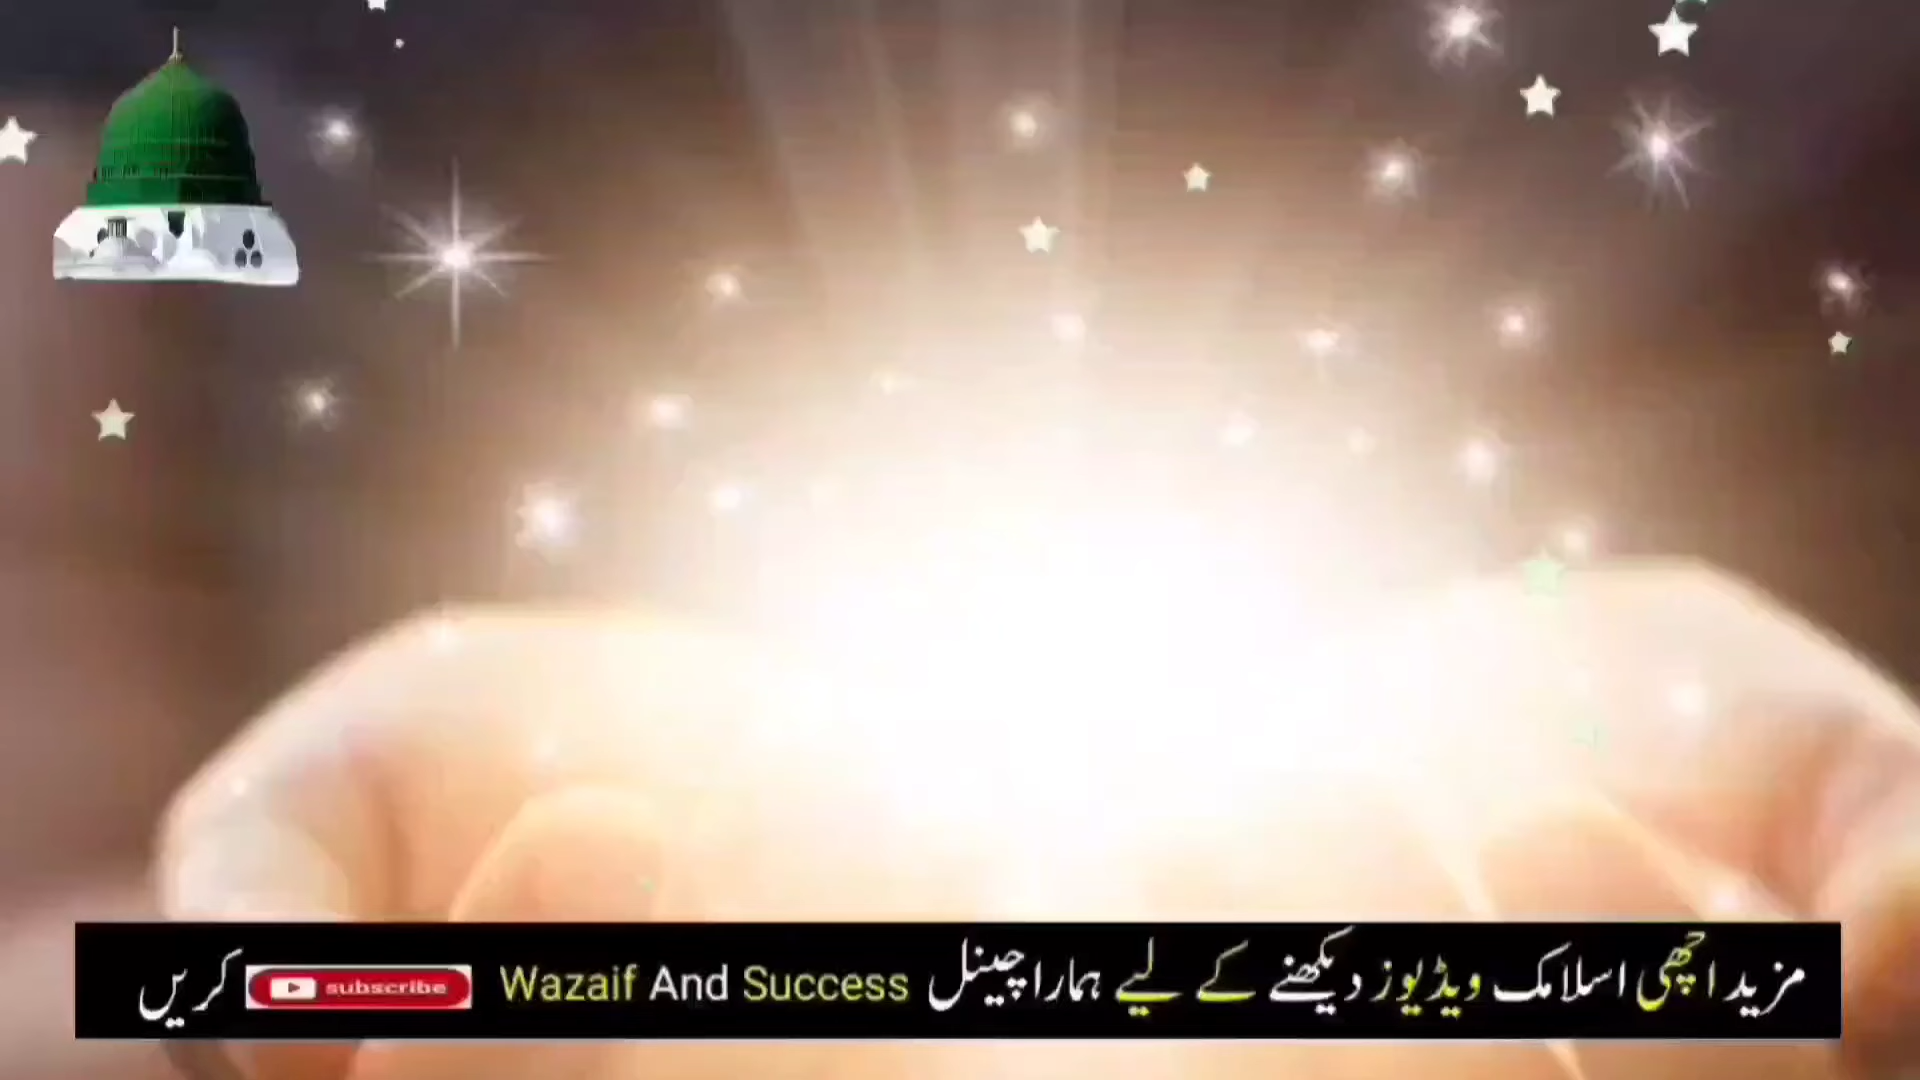 مزید اچھی اسلامک ویڈیوز دیکھنے کے لیے ہمارا چینل Wazaif And Success subscribe کریں